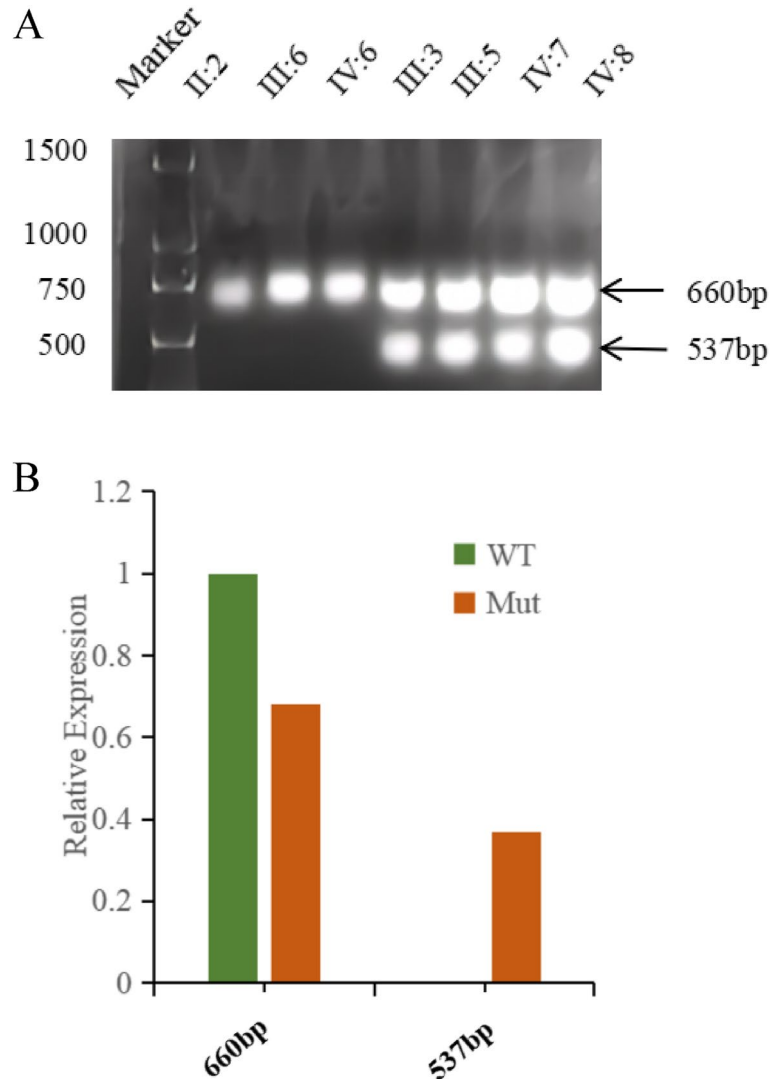 A
Marker II:2 III:6 IV:6 III:3 III:5 IV:7 IV:8
1500
1000
750
500
660bp
537bp
B
Relative Expression
1.2
1
0.8
0.6
0.4
0.2
0
WT
Mut
660bp
537bp